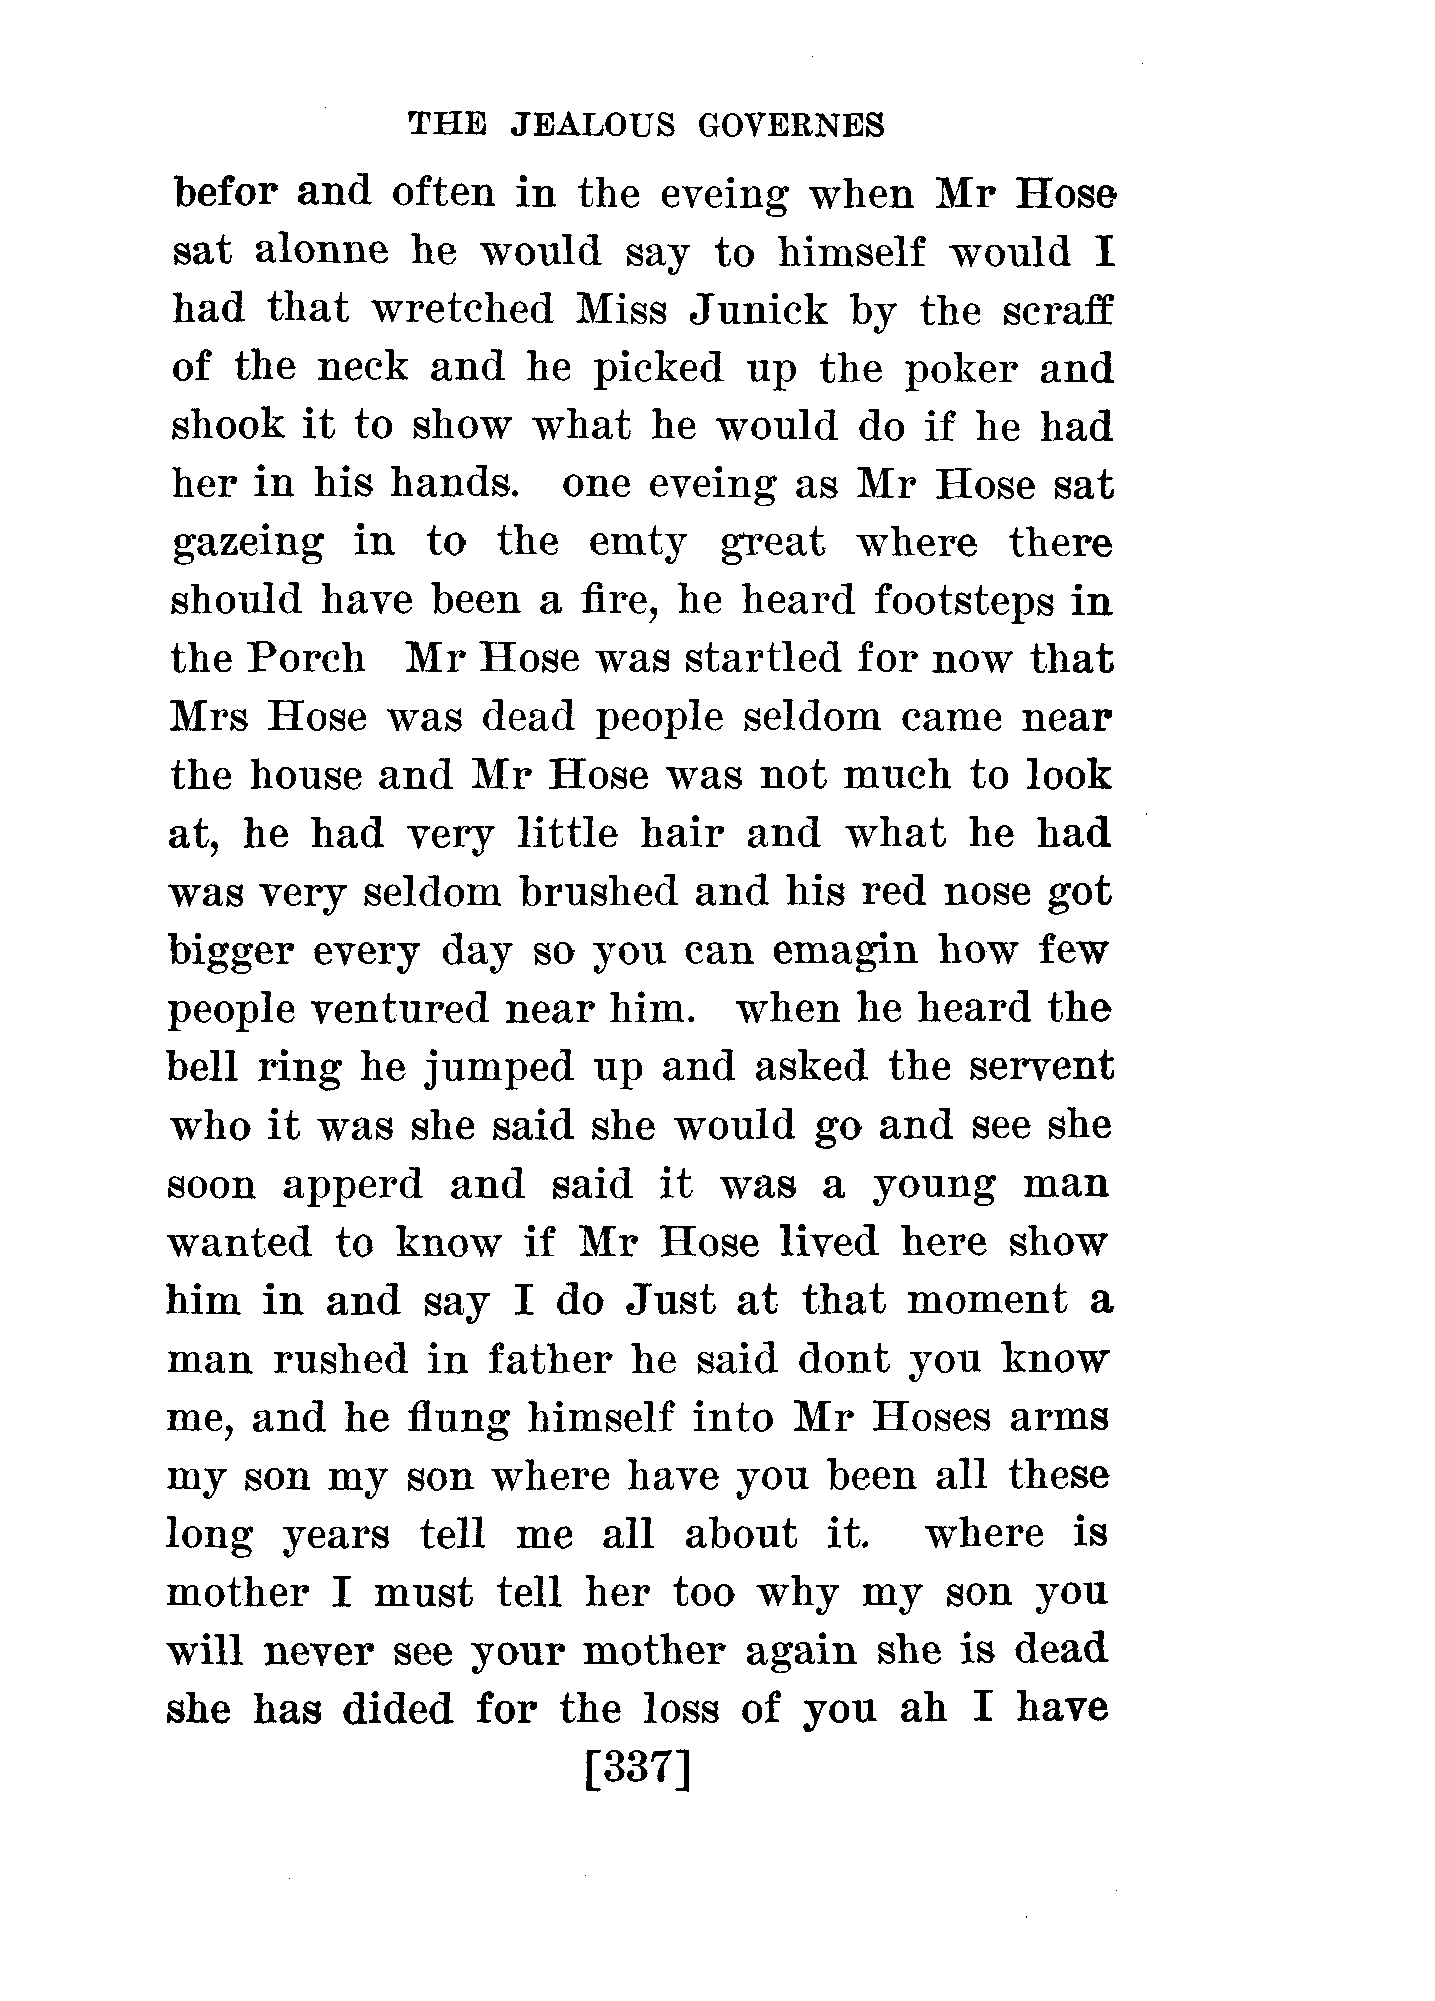 THE JEALOUS GOVERNES
befor and often in the eveing when Mr Hose
sat alonne he would say to himself would I
had that wretched Miss Junick by the scraff
of the neck and he picked up the poker and
shook it to show what he would do if he had
her in his hands. one eveing as Mr Hose sat
gazeing in to the emty great where there
should have been a fire, he heard footsteps in
the Porch Mr Hose was startled for now that
Mrs Hose was dead people seldom came near
the house and Mr Hose was not much to look
at, he had very little hair and what he had
was very seldom brushed and his red nose got
bigger every day so you can emagin how few
people ventured near him. when he heard the
bell ring he jumped up and asked the servent
who it was she said she would go and see she
soon apperd and said it was a young man
wanted to know if Mr Hose lived here show
him in and say I do Just at that moment a
man rushed in father he said dont you know
me, and he flung himself into Mr Hoses arms
my son my son where have you been all these
long years tell me all about it. where is
mother I must tell her too why my son you
will never see your mother again she is dead
she has dided for the loss of you ah I have
[337]